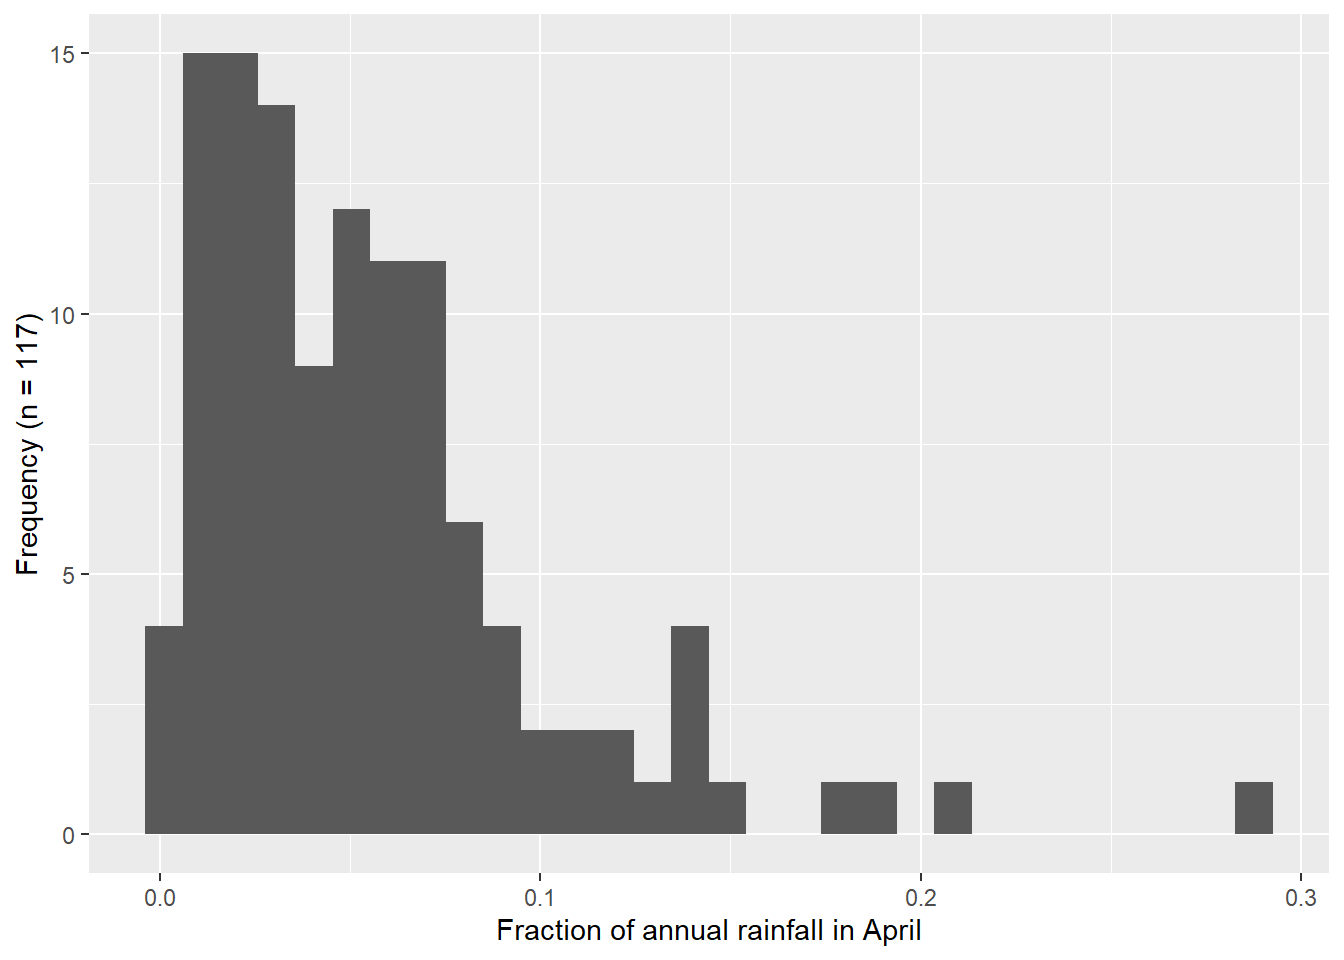 15
10
5
0
Frequency (n = 117)
0.0 0.1 0.2 0.3
Fraction of annual rainfall in April